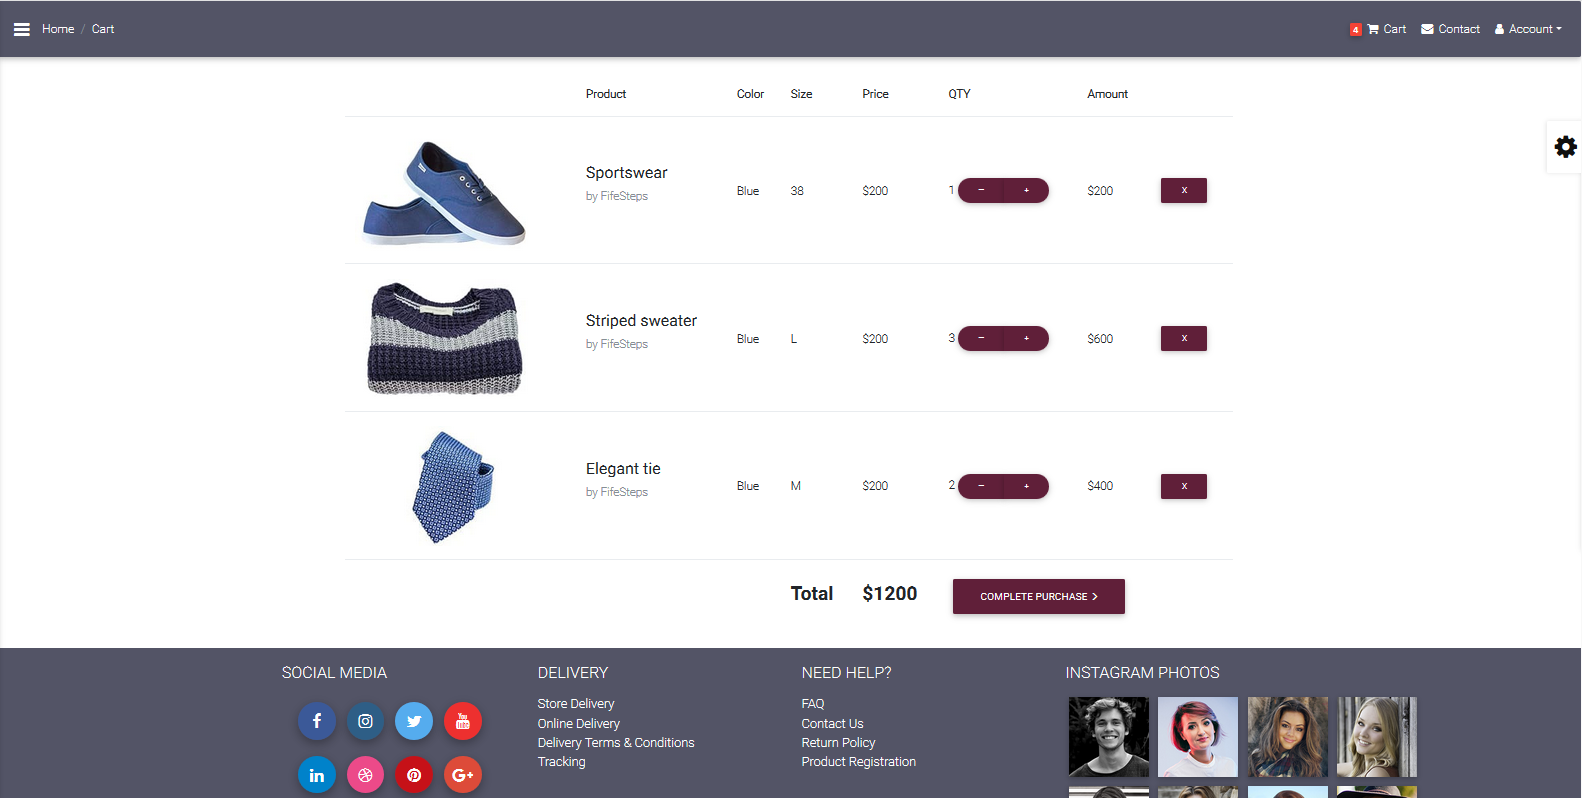 Home / Cart
4 Cart Contact Account
Product Color Size Price QTY Amount
Sportswear
by FifeSteps
Blue 38 $200 1 − + $200 X
Striped sweater
by FifeSteps
Blue L $200 3 − + $600 X
Elegant tie
by FifeSteps
Blue M $200 2 − + $400 X
Total $1200 COMPLETE PURCHASE
SOCIAL MEDIA
DELIVERY
Store Delivery
Online Delivery
Delivery Terms & Conditions
Tracking
NEED HELP?
FAQ
Contact Us
Return Policy
Product Registration
INSTAGRAM PHOTOS